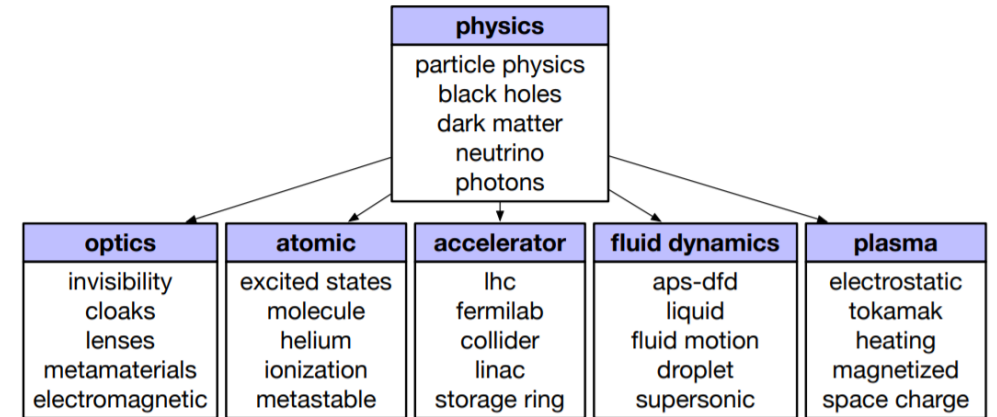 physics
particle physics
black holes
dark matter
neutrino
photons
optics
invisibility
cloaks
lenses
metamaterials
electromagnetic
atomic
excited states
molecule
helium
ionization
metastable
accelerator
lhc
fermilab
collider
linac
storage ring
fluid dynamics
aps-dfd
liquid
fluid motion
droplet
supersonic
plasma
electrostatic
tokamak
heating
magnetized
space charge